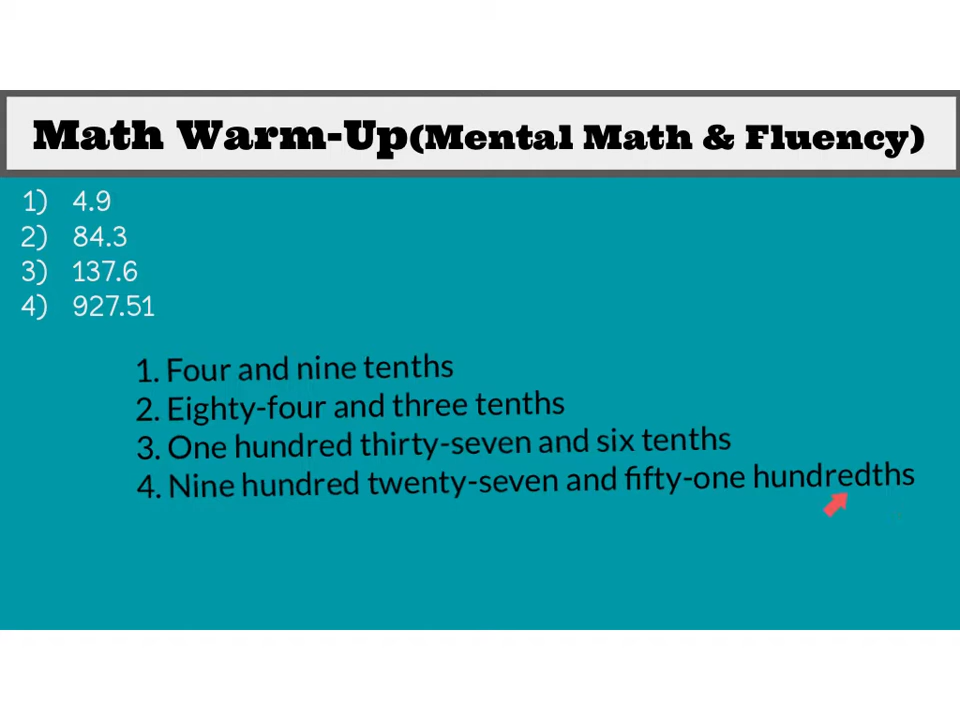 Math Warm-Up(Mental Math & Fluency)
1) 4.9
2) 84.3
3) 137.6
4) 927.51
1. Four and nine tenths
2. Eighty-four and three tenths
3. One hundred thirty-seven and six tenths
4. Nine hundred twenty-seven and fifty-one hundredths